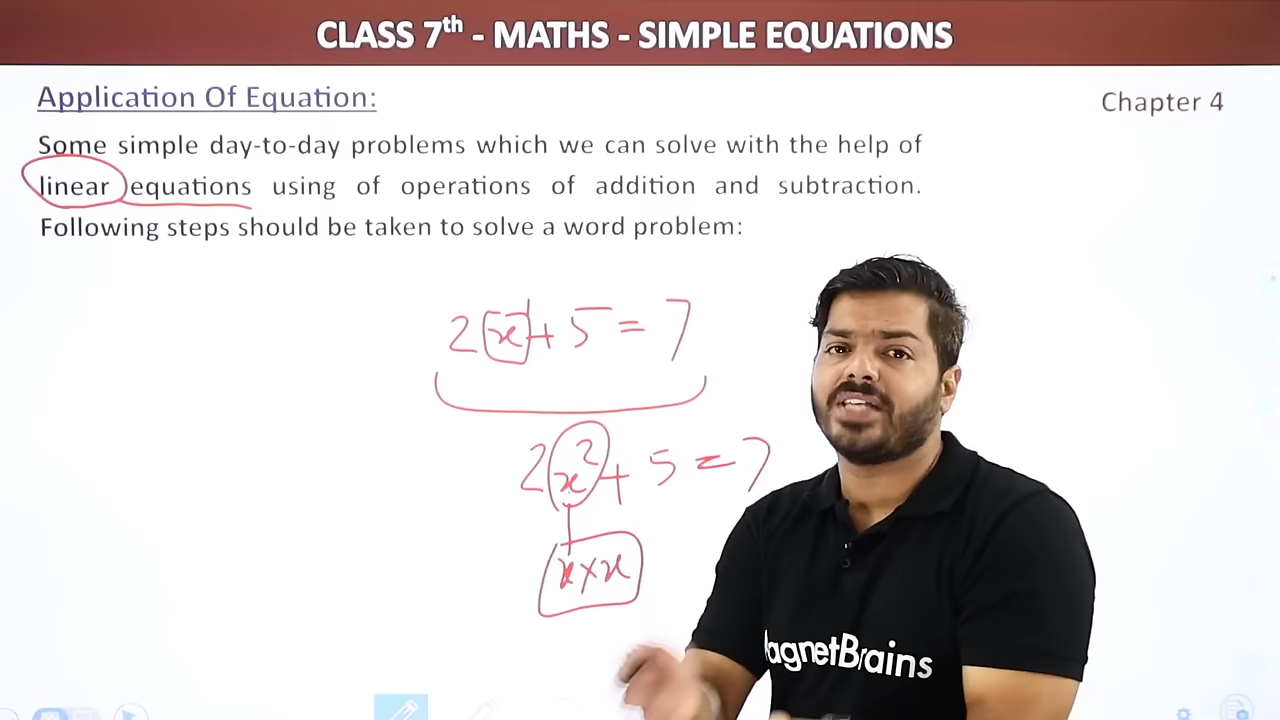 CLASS 7th - MATHS - SIMPLE EQUATIONS
Application Of Equation:
Chapter 4
Some simple day-to-day problems which we can solve with the help of
linear equations using of operations of addition and subtraction.
Following steps should be taken to solve a word problem:
2x¹ + 5 = 7
2x² + 5 = 7
x × x
agnetBrains